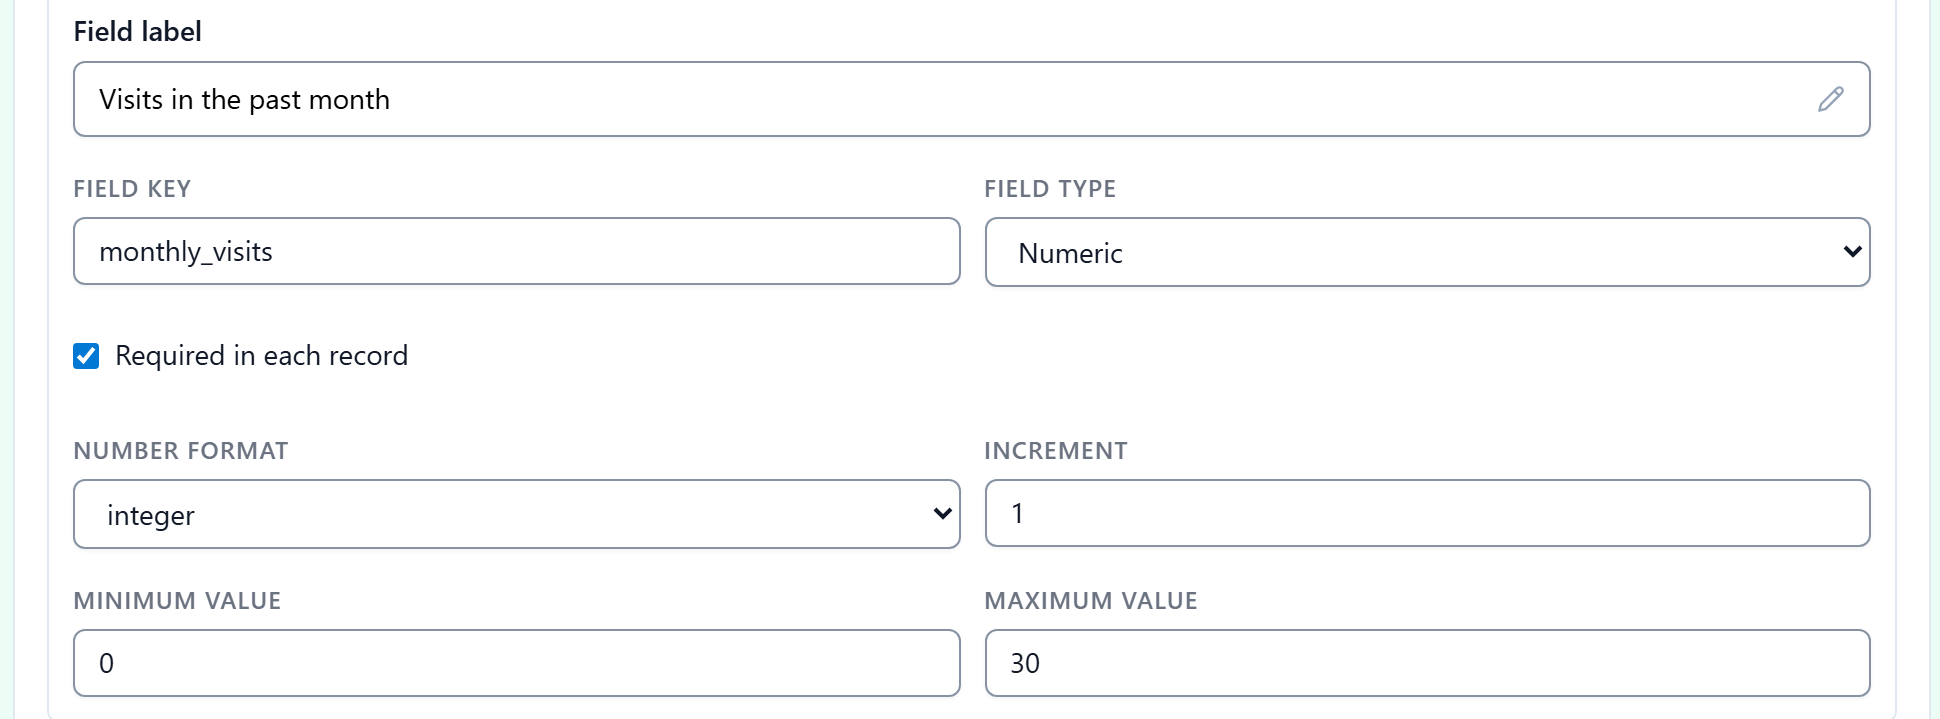 Field label
Visits in the past month
FIELD KEY
FIELD TYPE
monthly_visits
Numeric
Required in each record
NUMBER FORMAT
INCREMENT
integer
1
MINIMUM VALUE
MAXIMUM VALUE
0
30